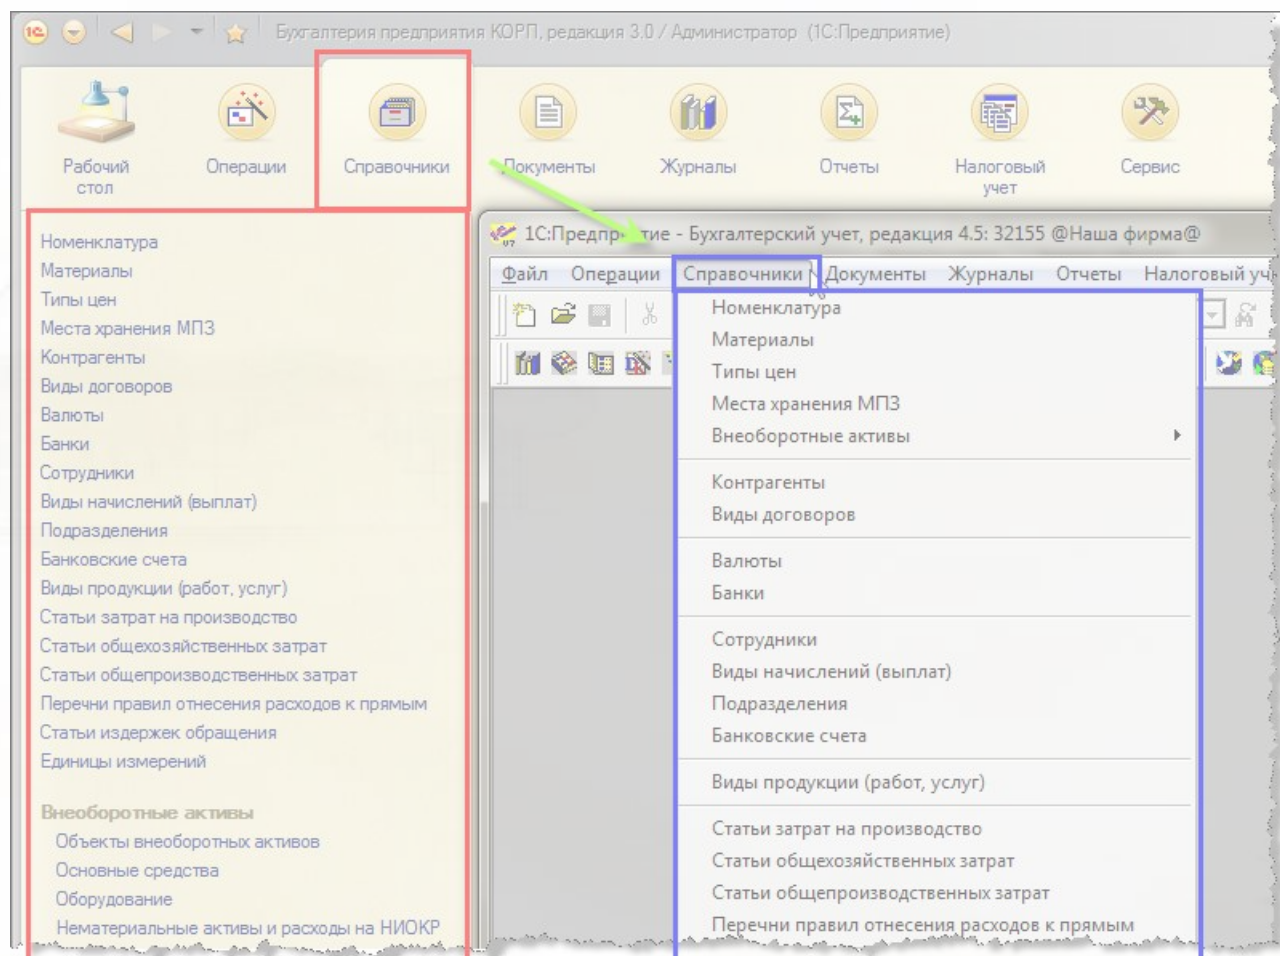 Бухгалтерия предприятия КОРП, редакция 3.0 / Администратор (1С:Предприятие)
Рабочий
стол
Операции
Справочники
Документы
Журналы
Отчеты
Налоговый
учет
Сервис
Номенклатура
Материалы
Типы цен
Места хранения МПЗ
Контрагенты
Виды договоров
Валюты
Банки
Сотрудники
Виды начислений (выплат)
Подразделения
Банковские счета
Виды продукции (работ, услуг)
Статьи затрат на производство
Статьи общехозяйственных затрат
Статьи общепроизводственных затрат
Перечни правил отнесения расходов к прямым
Статьи издержек обращения
Единицы измерений
Внеоборотные активы
Объекты внеоборотных активов
Основные средства
Оборудование
Нематериальные активы и расходы на НИОКР
1С:Предприятие - Бухгалтерский учет, редакция 4.5: 32155 @Наша фирма@
Файл Операции Справочники Документы Журналы Отчеты Налоговый уч
Номенклатура
Материалы
Типы цен
Места хранения МПЗ
Внеоборотные активы
Контрагенты
Виды договоров
Валюты
Банки
Сотрудники
Виды начислений (выплат)
Подразделения
Банковские счета
Виды продукции (работ, услуг)
Статьи затрат на производство
Статьи общехозяйственных затрат
Статьи общепроизводственных затрат
Перечни правил отнесения расходов к прямым